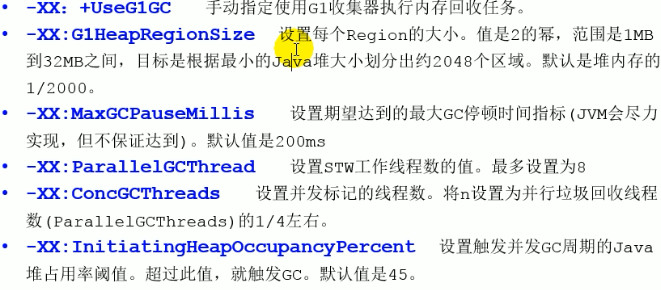 • -XX: +UseG1GC 手动指定使用G1收集器执行内存回收任务。
• -XX:G1HeapRegionSize 设置每个Region的大小。值是2的幂，范围是1MB
到32MB之间，目标是根据最小的Java堆大小划分出约2048个区域。默认是堆内存的
1/2000。
• -XX:MaxGCPauseMillis 设置期望达到的最大GC停顿时间指标(JVM会尽力
实现，但不保证达到)。默认值是200ms
• -XX:ParallelGCThread 设置STW工作线程数的值。最多设置为8
• -XX:ConcGCThreads 设置并发标记的线程数。将n设置为并行垃圾回收线程
数(ParallelGCThreads)的1/4左右。
• -XX:InitiatingHeapOccupancyPercent 设置触发并发GC周期的Java
堆占用率阈值。超过此值，就触发GC。默认值是45。